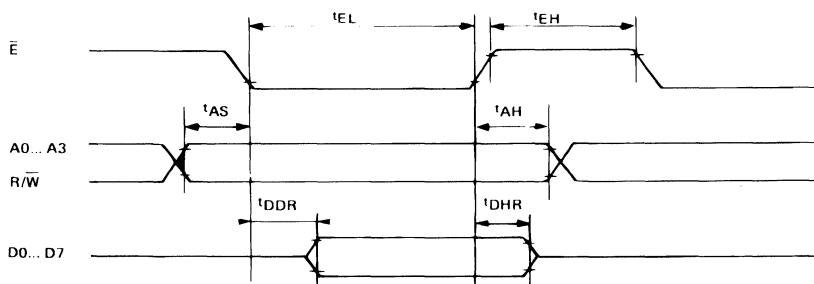 tEL
tEH
E̅
tAS
tAH
A0... A3
R/W̅
tDDR
tDHR
D0... D7